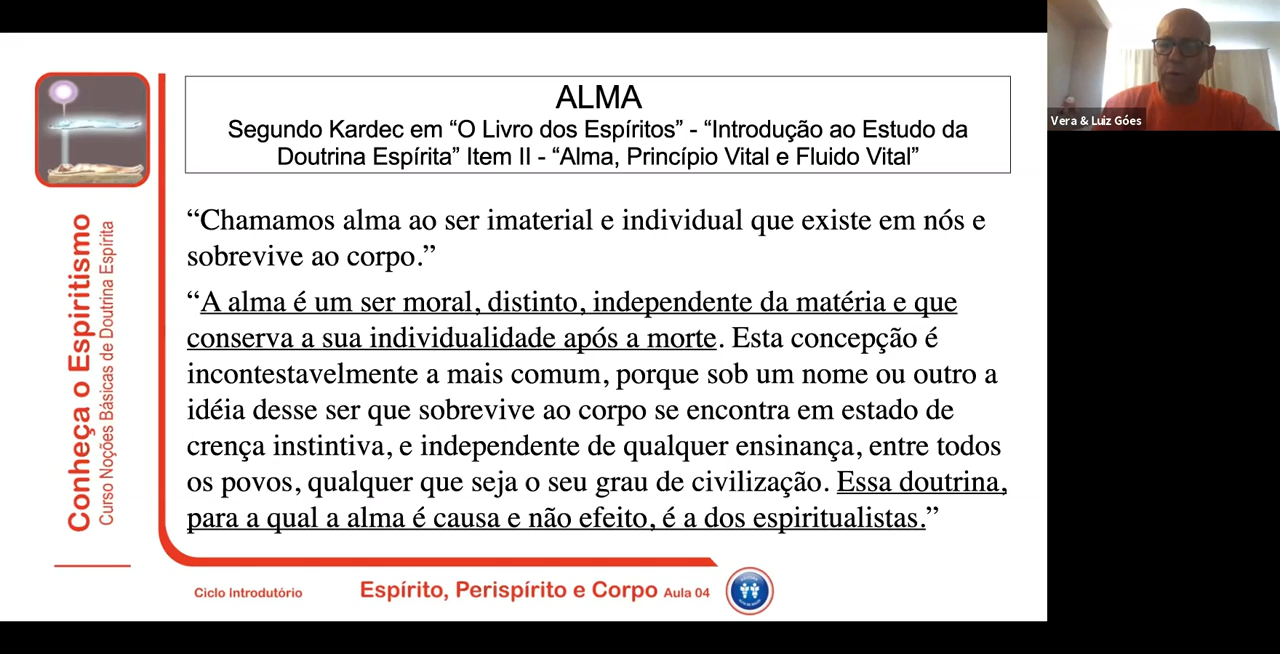 ALMA
Segundo Kardec em “O Livro dos Espíritos” - “Introdução ao Estudo da
Doutrina Espírita” Item II - “Alma, Princípio Vital e Fluido Vital”
“Chamamos alma ao ser imaterial e individual que existe em nós e
sobrevive ao corpo.”
“A alma é um ser moral, distinto, independente da matéria e que
conserva a sua individualidade após a morte. Esta concepção é
incontestavelmente a mais comum, porque sob um nome ou outro a
idéia desse ser que sobrevive ao corpo se encontra em estado de
crença instintiva, e independente de qualquer ensinança, entre todos
os povos, qualquer que seja o seu grau de civilização. Essa doutrina,
para a qual a alma é causa e não efeito, é a dos espiritualistas.”
Conheça o Espiritismo
Curso Noções Básicas de Doutrina Espírita
Ciclo Introdutório
Espírito, Perispírito e Corpo Aula 04
Vera & Luiz Góes